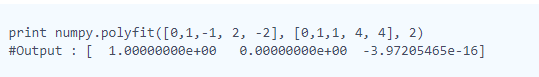 print numpy.polyfit([0,1,-1, 2, -2], [0,1,1, 4, 4], 2)
#Output : [  1.00000000e+00   0.00000000e+00  -3.97205465e-16]